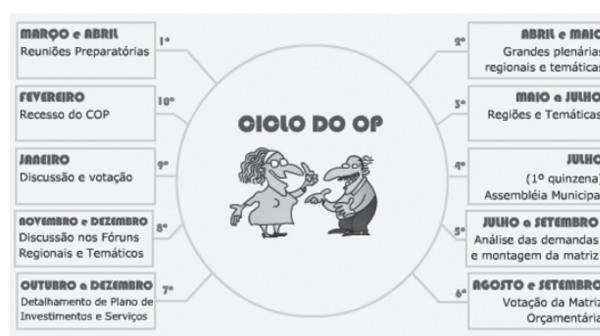 MARÇO e ABRIL
Reuniões Preparatórias
1º
FEVEREIRO
Recesso do COP
10º
JANEIRO
Discussão e votação
9º
NOVEMBRO e DEZEMBRO
Discussão nos Fóruns
Regionais e Temáticos
8º
OUTUBRO a DEZEMBRO
Detalhamento de Plano de
Investimentos e Serviços
7º
CICLO DO OP
2º
ABRIL e MAIO
Grandes plenárias
regionais e temáticas
3º
MAIO a JULHO
Regiões e Temáticas
4º
JULHO
(1º quinzena)
Assembléia Municipal
5º
JULHO a SETEMBRO
Análise das demandas
e montagem da matriz
6º
AGOSTO e SETEMBRO
Votação da Matriz
Orçamentária